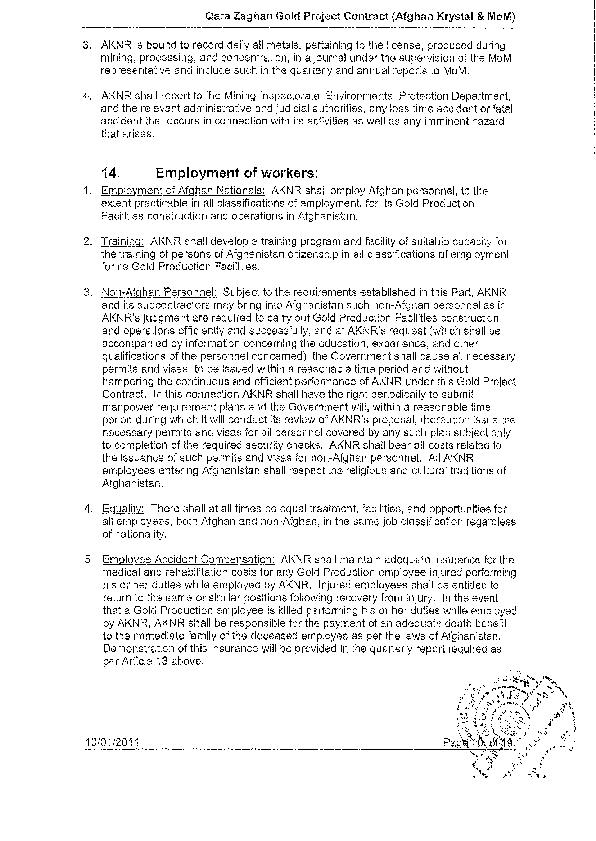 Qara Zaghan Gold Project Contract (Afghan Krystal & MoM)
3. AKNR is bound to record daily all metals, pertaining to the license, produced during
mining, processing, and concentration, in a journal under the supervision of the MoM
representative and include such in the quarterly and annual reports to MoM.
4. AKNR shall report to the Mining Inspectorate, Environmental Protection Department,
and the relevant administrative and judicial authorities, any loss time accident or fatal
accident that occurs in connection with its activities as well as any imminent hazard
that arises.
14. Employment of workers:
1. Employment of Afghan Nationals: AKNR shall employ Afghan personnel, to the
extent practicable in all classifications of employment, for its Gold Production
Facilities construction and operations in Afghanistan.
2. Training: AKNR shall develop a training program and facility of suitable capacity for
the training of persons of Afghanistan citizenship in all classifications of employment
for its Gold Production Facilities.
3. Non-Afghan Personnel: Subject to the requirements established in this Part, AKNR
and its subcontractors may bring into Afghanistan such non-Afghan personnel as in
AKNR's judgment are required to carry out Gold Production Facilities construction
and operations efficiently and successfully, and at AKNR's request (which shall be
accompanied by information concerning the education, experience, and other
qualifications of the personnel concerned), the Government shall cause all necessary
permits and visas to be issued within a reasonable time period and without
hampering the continuous and efficient performance of AKNR under this Gold Project
Contract. In this connection AKNR shall have the right periodically to submit
manpower requirement plans and the Government will, within a reasonable time
period during which it will conduct its review of AKNR's proposal, thereupon issue the
necessary permits and visas for all personnel covered by any such plan subject only
to completion of the required security checks. AKNR shall bear all costs related to
the issuance of such permits and visas for non-Afghan personnel. All AKNR
employees entering Afghanistan shall respect the religious and cultural traditions of
Afghanistan.
4. Equality: There shall at all times be equal treatment, facilities, and opportunities for
all employees, both Afghan and non-Afghan, in the same job classification regardless
of nationality.
5. Employee Accident Compensation: AKNR shall maintain adequate insurance for the
medical and rehabilitation costs for any Gold Production employee injured performing
his or her duties while employed by AKNR. Injured employees shall be entitled to
return to the same or similar positions following recovery from injury. In the event
that a Gold Production employee is killed performing his or her duties while employed
by AKNR, AKNR shall be responsible for the payment of an adequate death benefit
to the immediate family of the deceased employee as per the laws of Afghanistan.
Demonstration of this insurance will be provided in the quarterly report required as
per Article 13 above.
13/01/2011
Page of 19